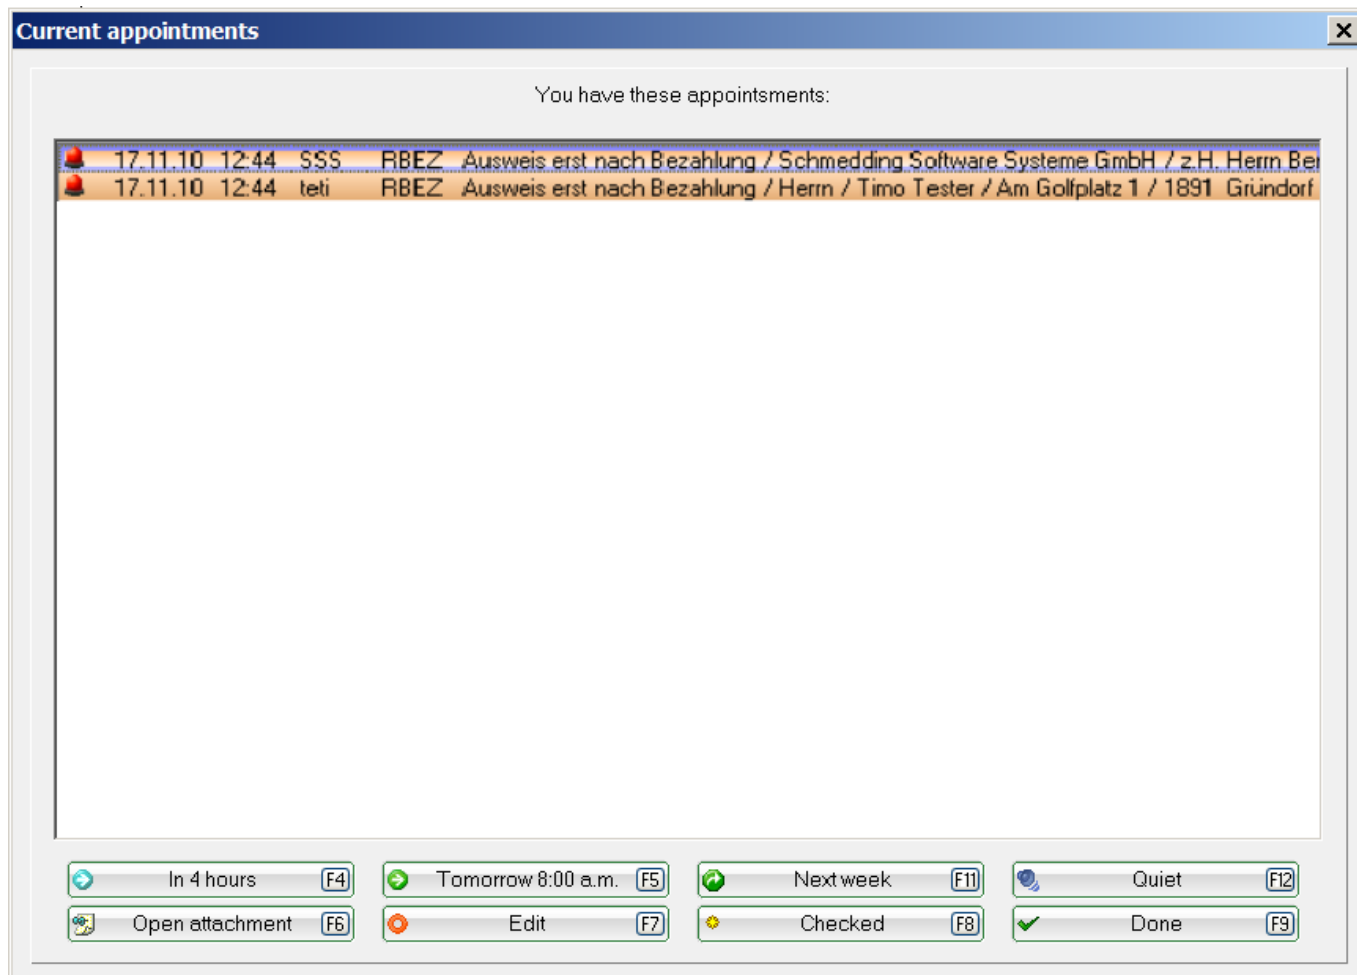 Current appointments
You have these appointsments:
17.11.10 12:44 SSS RBEZ Ausweis erst nach Bezahlung / Schmedding Software Systeme GmbH / z.H. Herrn Ber
17.11.10 12:44 teti RBEZ Ausweis erst nach Bezahlung / Herrn / Timo Tester / Am Golfplatz 1 / 1891 Gründorf
In 4 hours F4 Tomorrow 8:00 a.m. F5 Next week F11 Quiet F12
Open attachment F6 Edit F7 Checked F8 Done F9